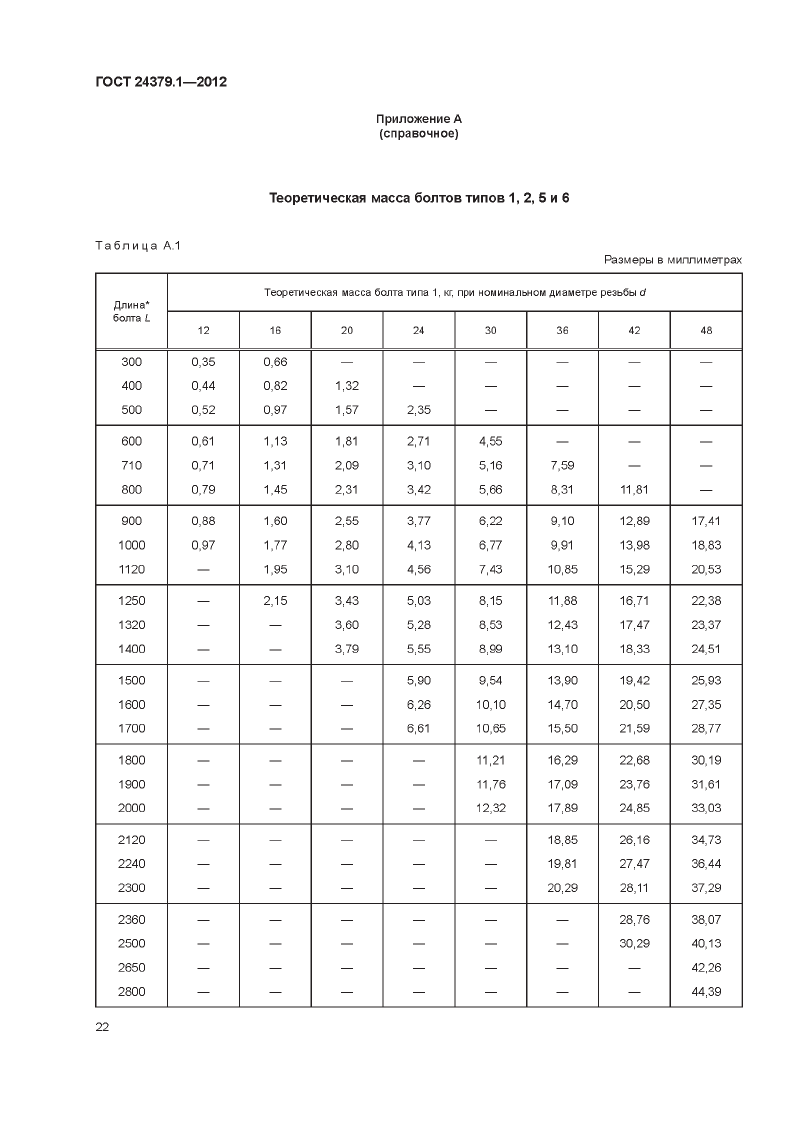 ГОСТ 24379.1—2012
Приложение А
(справочное)
Теоретическая масса болтов типов 1, 2, 5 и 6
Таблица А.1
Размеры в миллиметрах
Длина* болта L
Теоретическая масса болта типа 1, кг, при номинальном диаметре резьбы d
12 16 20 24 30 36 42 48
300 0,35 0,66 — — — — — —
400 0,44 0,82 1,32 — — — — —
500 0,52 0,97 1,57 2,35 — — — —
600 0,61 1,13 1,81 2,71 4,55 — — —
710 0,71 1,31 2,09 3,10 5,16 7,59 — —
800 0,79 1,45 2,31 3,42 5,66 8,31 11,81 —
900 0,88 1,60 2,55 3,77 6,22 9,10 12,89 17,41
1000 0,97 1,77 2,80 4,13 6,77 9,91 13,98 18,83
1120 — 1,95 3,10 4,56 7,43 10,85 15,29 20,53
1250 — 2,15 3,43 5,03 8,15 11,88 16,71 22,38
1320 — — 3,60 5,28 8,53 12,43 17,47 23,37
1400 — — 3,79 5,55 8,99 13,10 18,33 24,51
1500 — — — 5,90 9,54 13,90 19,42 25,93
1600 — — — 6,26 10,10 14,70 20,50 27,35
1700 — — — 6,61 10,65 15,50 21,59 28,77
1800 — — — — 11,21 16,29 22,68 30,19
1900 — — — — 11,76 17,09 23,76 31,61
2000 — — — — 12,32 17,89 24,85 33,03
2120 — — — — — 18,85 26,16 34,73
2240 — — — — — 19,81 27,47 36,44
2300 — — — — — 20,29 28,11 37,29
2360 — — — — — — 28,76 38,07
2500 — — — — — — 30,29 40,13
2650 — — — — — — — 42,26
2800 — — — — — — — 44,39
22